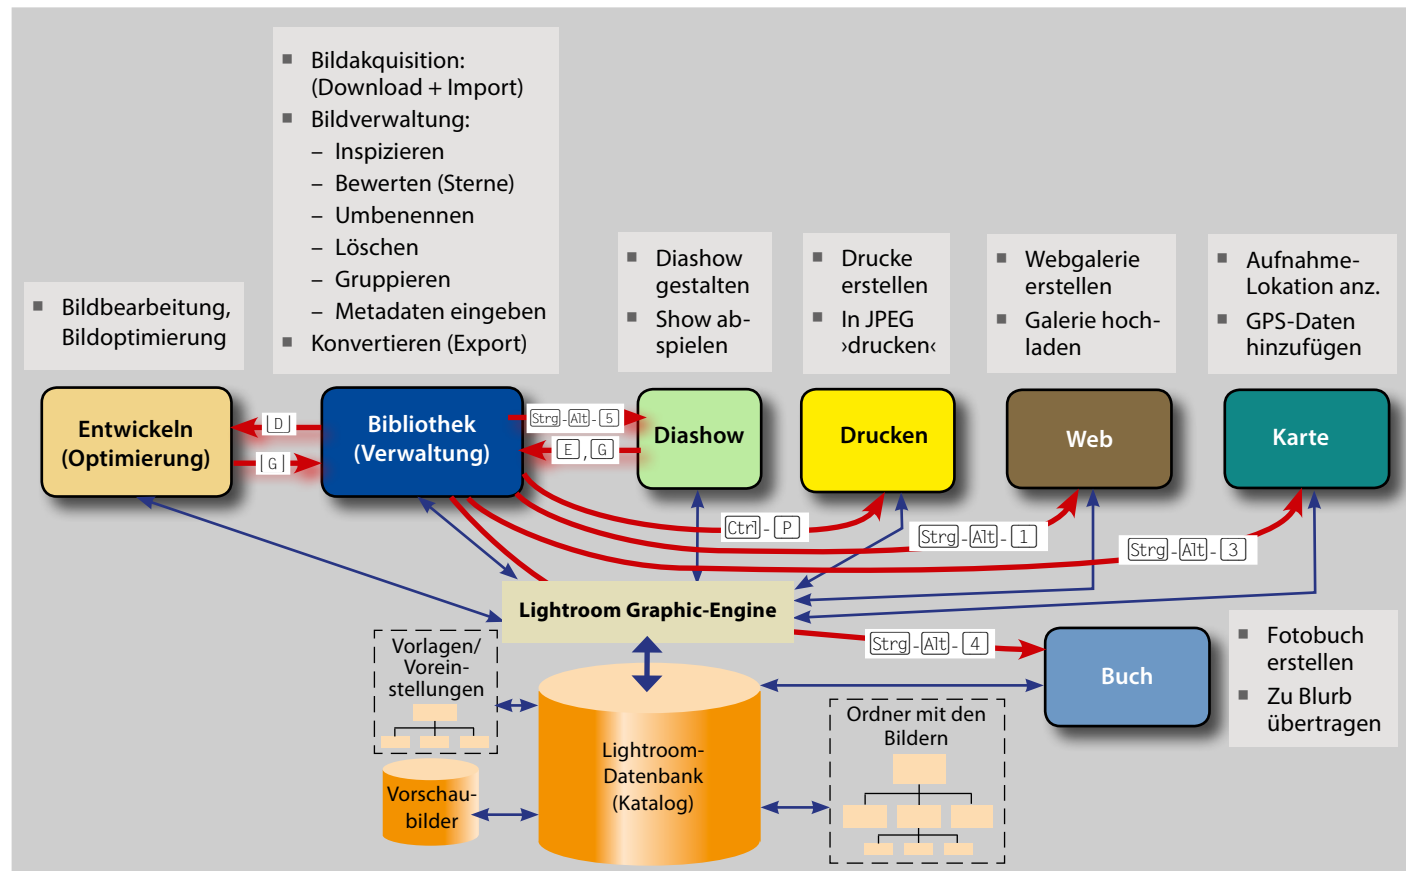 ■ Bildakquisition:
(Download + Import)
■ Bildverwaltung:
– Inspizieren
– Bewerten (Sterne)
– Umbenennen
– Löschen
– Gruppieren
– Metadaten eingeben
■ Konvertieren (Export)
■ Bildbearbeitung,
Bildoptimierung
■ Diashow
gestalten
■ Show ab-
spielen
■ Drucke
erstellen
■ In JPEG
›drucken‹
■ Webgalerie
erstellen
■ Galerie hoch-
laden
■ Aufnahme-
Lokation anz.
■ GPS-Daten
hinzufügen
Entwickeln
(Optimierung)
D
G
Bibliothek
(Verwaltung)
Strg-Alt-5
E,G
Diashow
Drucken
Web
Karte
Ctrl-P
Strg-Alt-1
Strg-Alt-3
Lightroom Graphic-Engine
Strg-Alt-4
Buch
■ Fotobuch
erstellen
■ Zu Blurb
übertragen
Vorlagen/
Vorein-
stellungen
Vorschau-
bilder
Lightroom-
Datenbank
(Katalog)
Ordner mit den
Bildern